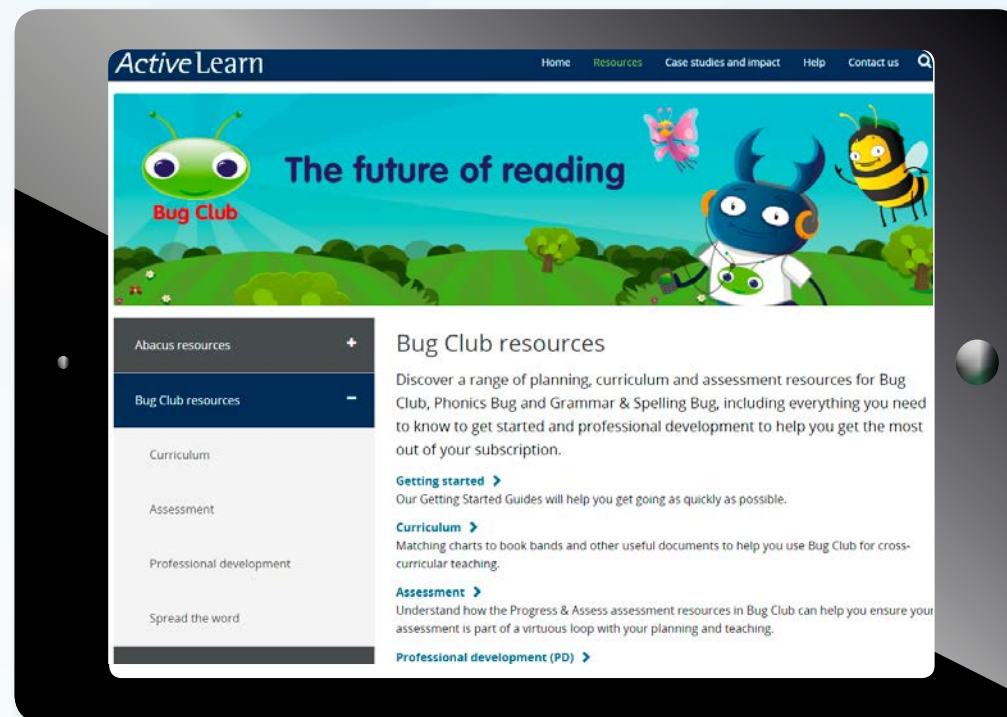 ActiveLearn
Home Resources Case studies and impact Help Contact us
The future of reading
Bug Club
Abacus resources +
Bug Club resources –
Curriculum
Assessment
Professional development
Spread the word
Bug Club resources
Discover a range of planning, curriculum and assessment resources for Bug
Club, Phonics Bug and Grammar & Spelling Bug, including everything you need
to know to get started and professional development to help you get the most
out of your subscription.
Getting started >
Our Getting Started Guides will help you get going as quickly as possible.
Curriculum >
Matching charts to book bands and other useful documents to help you use Bug Club for cross-
curricular teaching.
Assessment >
Understand how the Progress & Assess assessment resources in Bug Club can help you ensure your
assessment is part of a virtuous loop with your planning and teaching.
Professional development (PD) >